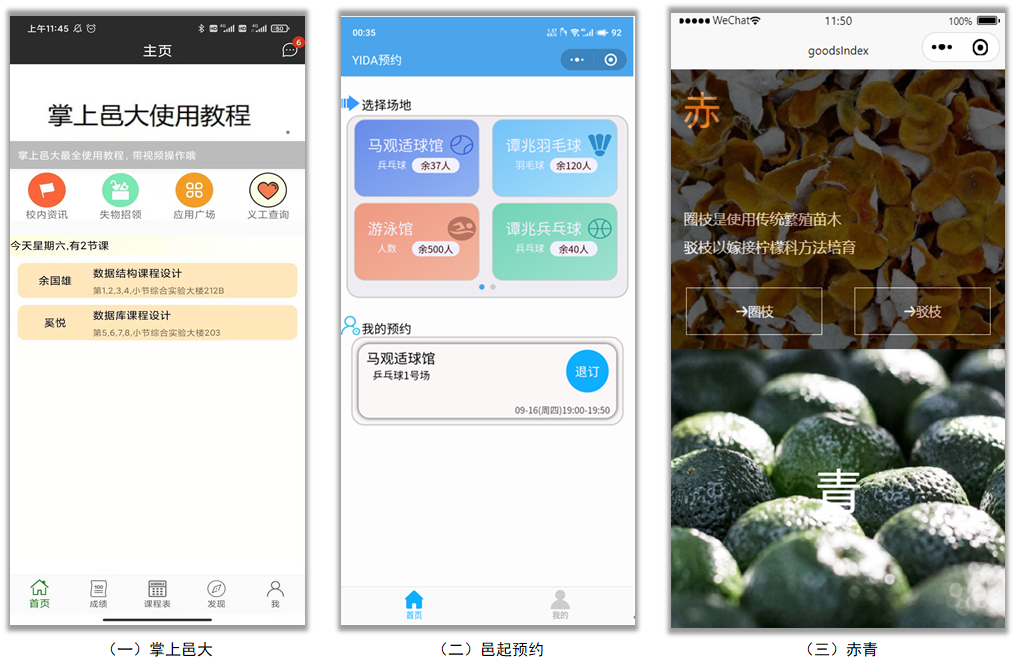 上午11:45
6
主页
掌上邑大使用教程
掌上邑大最全使用教程，带视频操作哦
校内资讯
失物招领
应用广场
义工查询
今天星期六,有2节课
余国雄
数据结构课程设计
第1,2,3,4,小节综合实验大楼212B
奚悦
数据库课程设计
第5,6,7,8,小节综合实验大楼203
首页
成绩
课程表
发现
我
（一）掌上邑大
00:35
92
YIDA预约
选择场地
马观适球馆
乒乓球 余37人
谭兆羽毛球
羽毛球 余120人
游泳馆
人数 余500人
谭兆乒乓球
乒乓球 余40人
我的预约
马观适球馆
乒乓球1号场
退订
09-16(周四)19:00-19:50
首页
我的
（二）邑起预约
WeChat
11:50
100%
goodsIndex
赤
圈枝是使用传统繁殖苗木
驳枝以嫁接柠檬科方法培育
→圈枝
→驳枝
青
（三）赤青